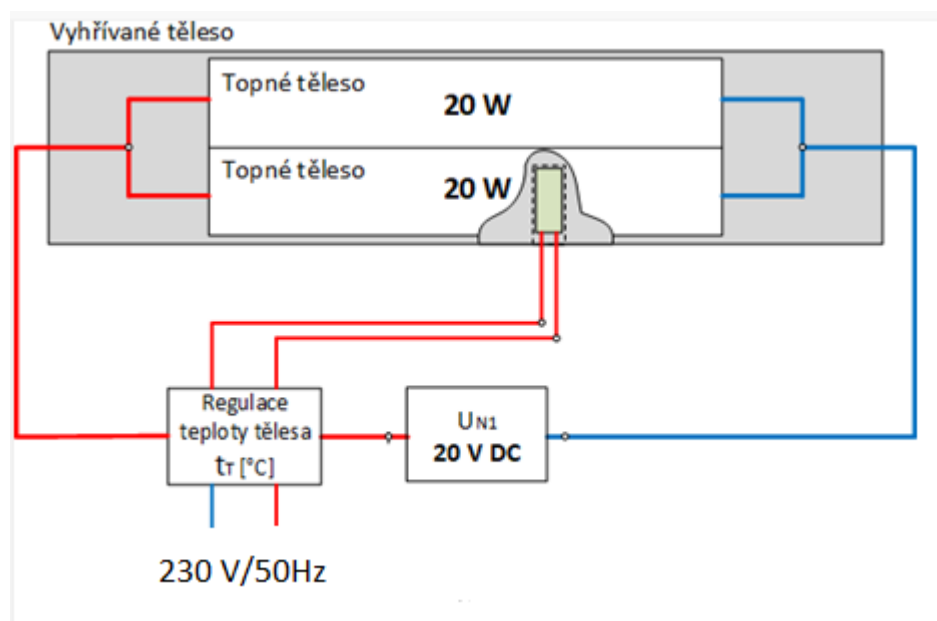 Vyhřívané těleso
Topné těleso
20 W
Topné těleso
20 W
Regulace
teploty tělesa
tT [°C]
UN1
20 V DC
230 V/50Hz